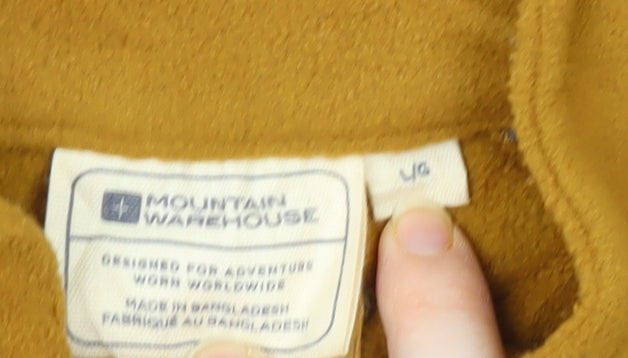 MOUNTAIN
WAREHOUSE
DESIGNED FOR ADVENTURE
WORN WORLDWIDE
MADE IN BANGLADESH
FABRIQUÉ AU BANGLADESH